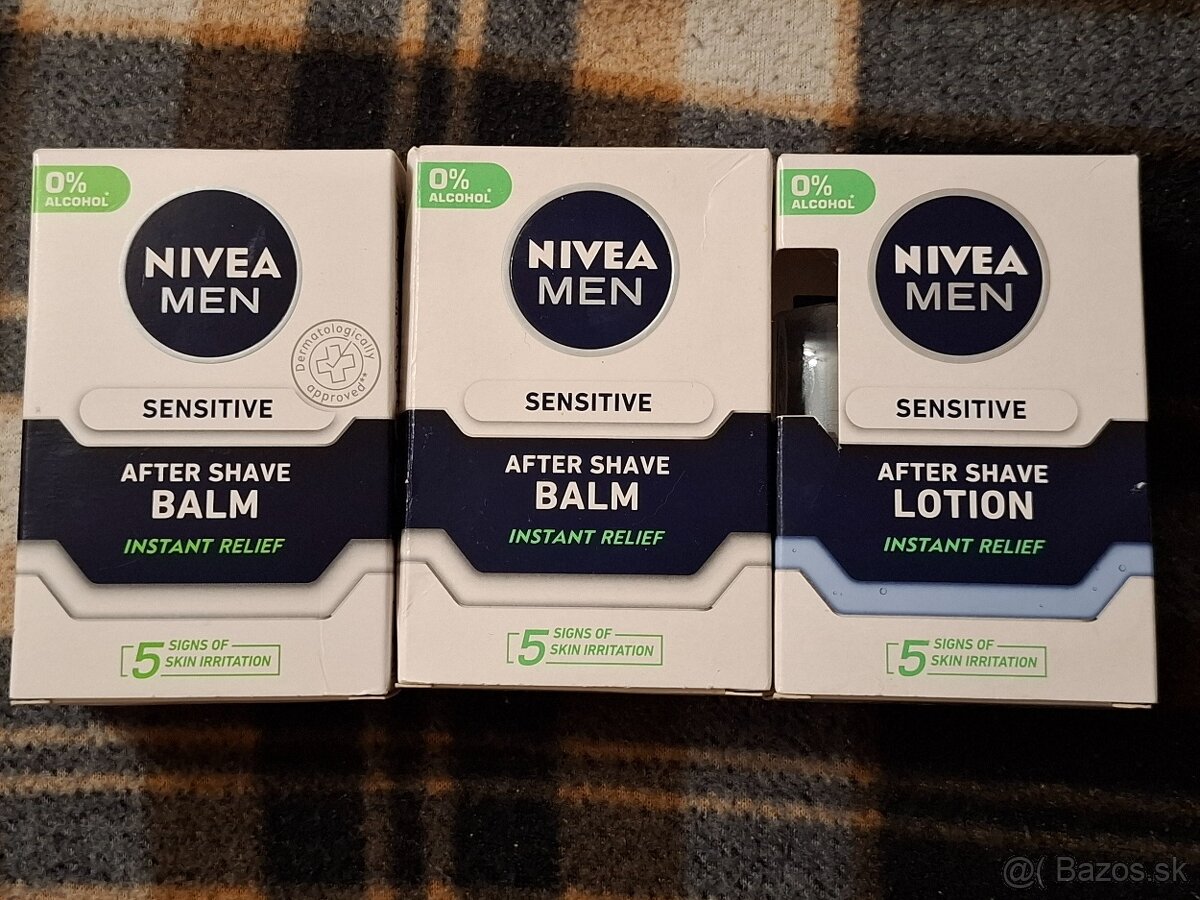 0%
ALCOHOL*
NIVEA
MEN
Dermatologically
approved**
SENSITIVE
AFTER SHAVE
BALM
INSTANT RELIEF
5 SIGNS OF
SKIN IRRITATION
0%
ALCOHOL*
NIVEA
MEN
SENSITIVE
AFTER SHAVE
BALM
INSTANT RELIEF
5 SIGNS OF
SKIN IRRITATION
0%
ALCOHOL*
NIVEA
MEN
SENSITIVE
AFTER SHAVE
LOTION
INSTANT RELIEF
5 SIGNS OF
SKIN IRRITATION
@( Bazos.sk